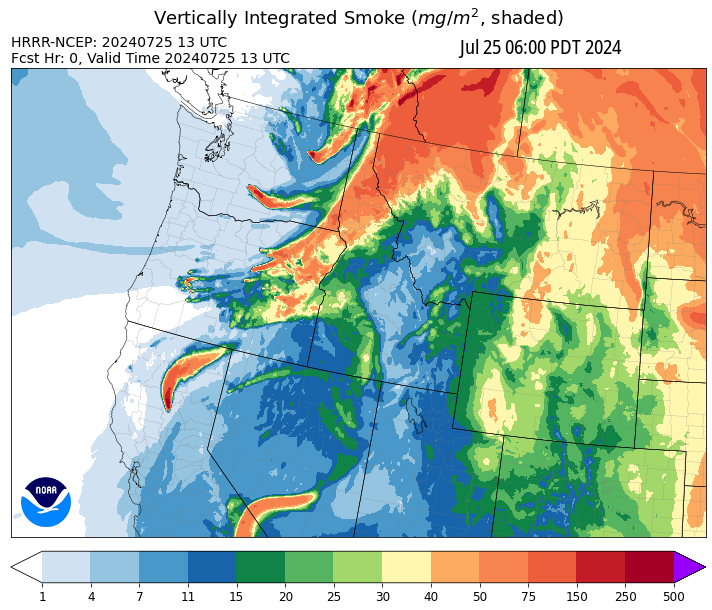 Vertically Integrated Smoke (mg/m², shaded)
HRRR-NCEP: 20240725 13 UTC
Fcst Hr: 0, Valid Time 20240725 13 UTC
Jul 25 06:00 PDT 2024
NOAA
1 4 7 11 15 20 25 30 40 50 75 150 250 500